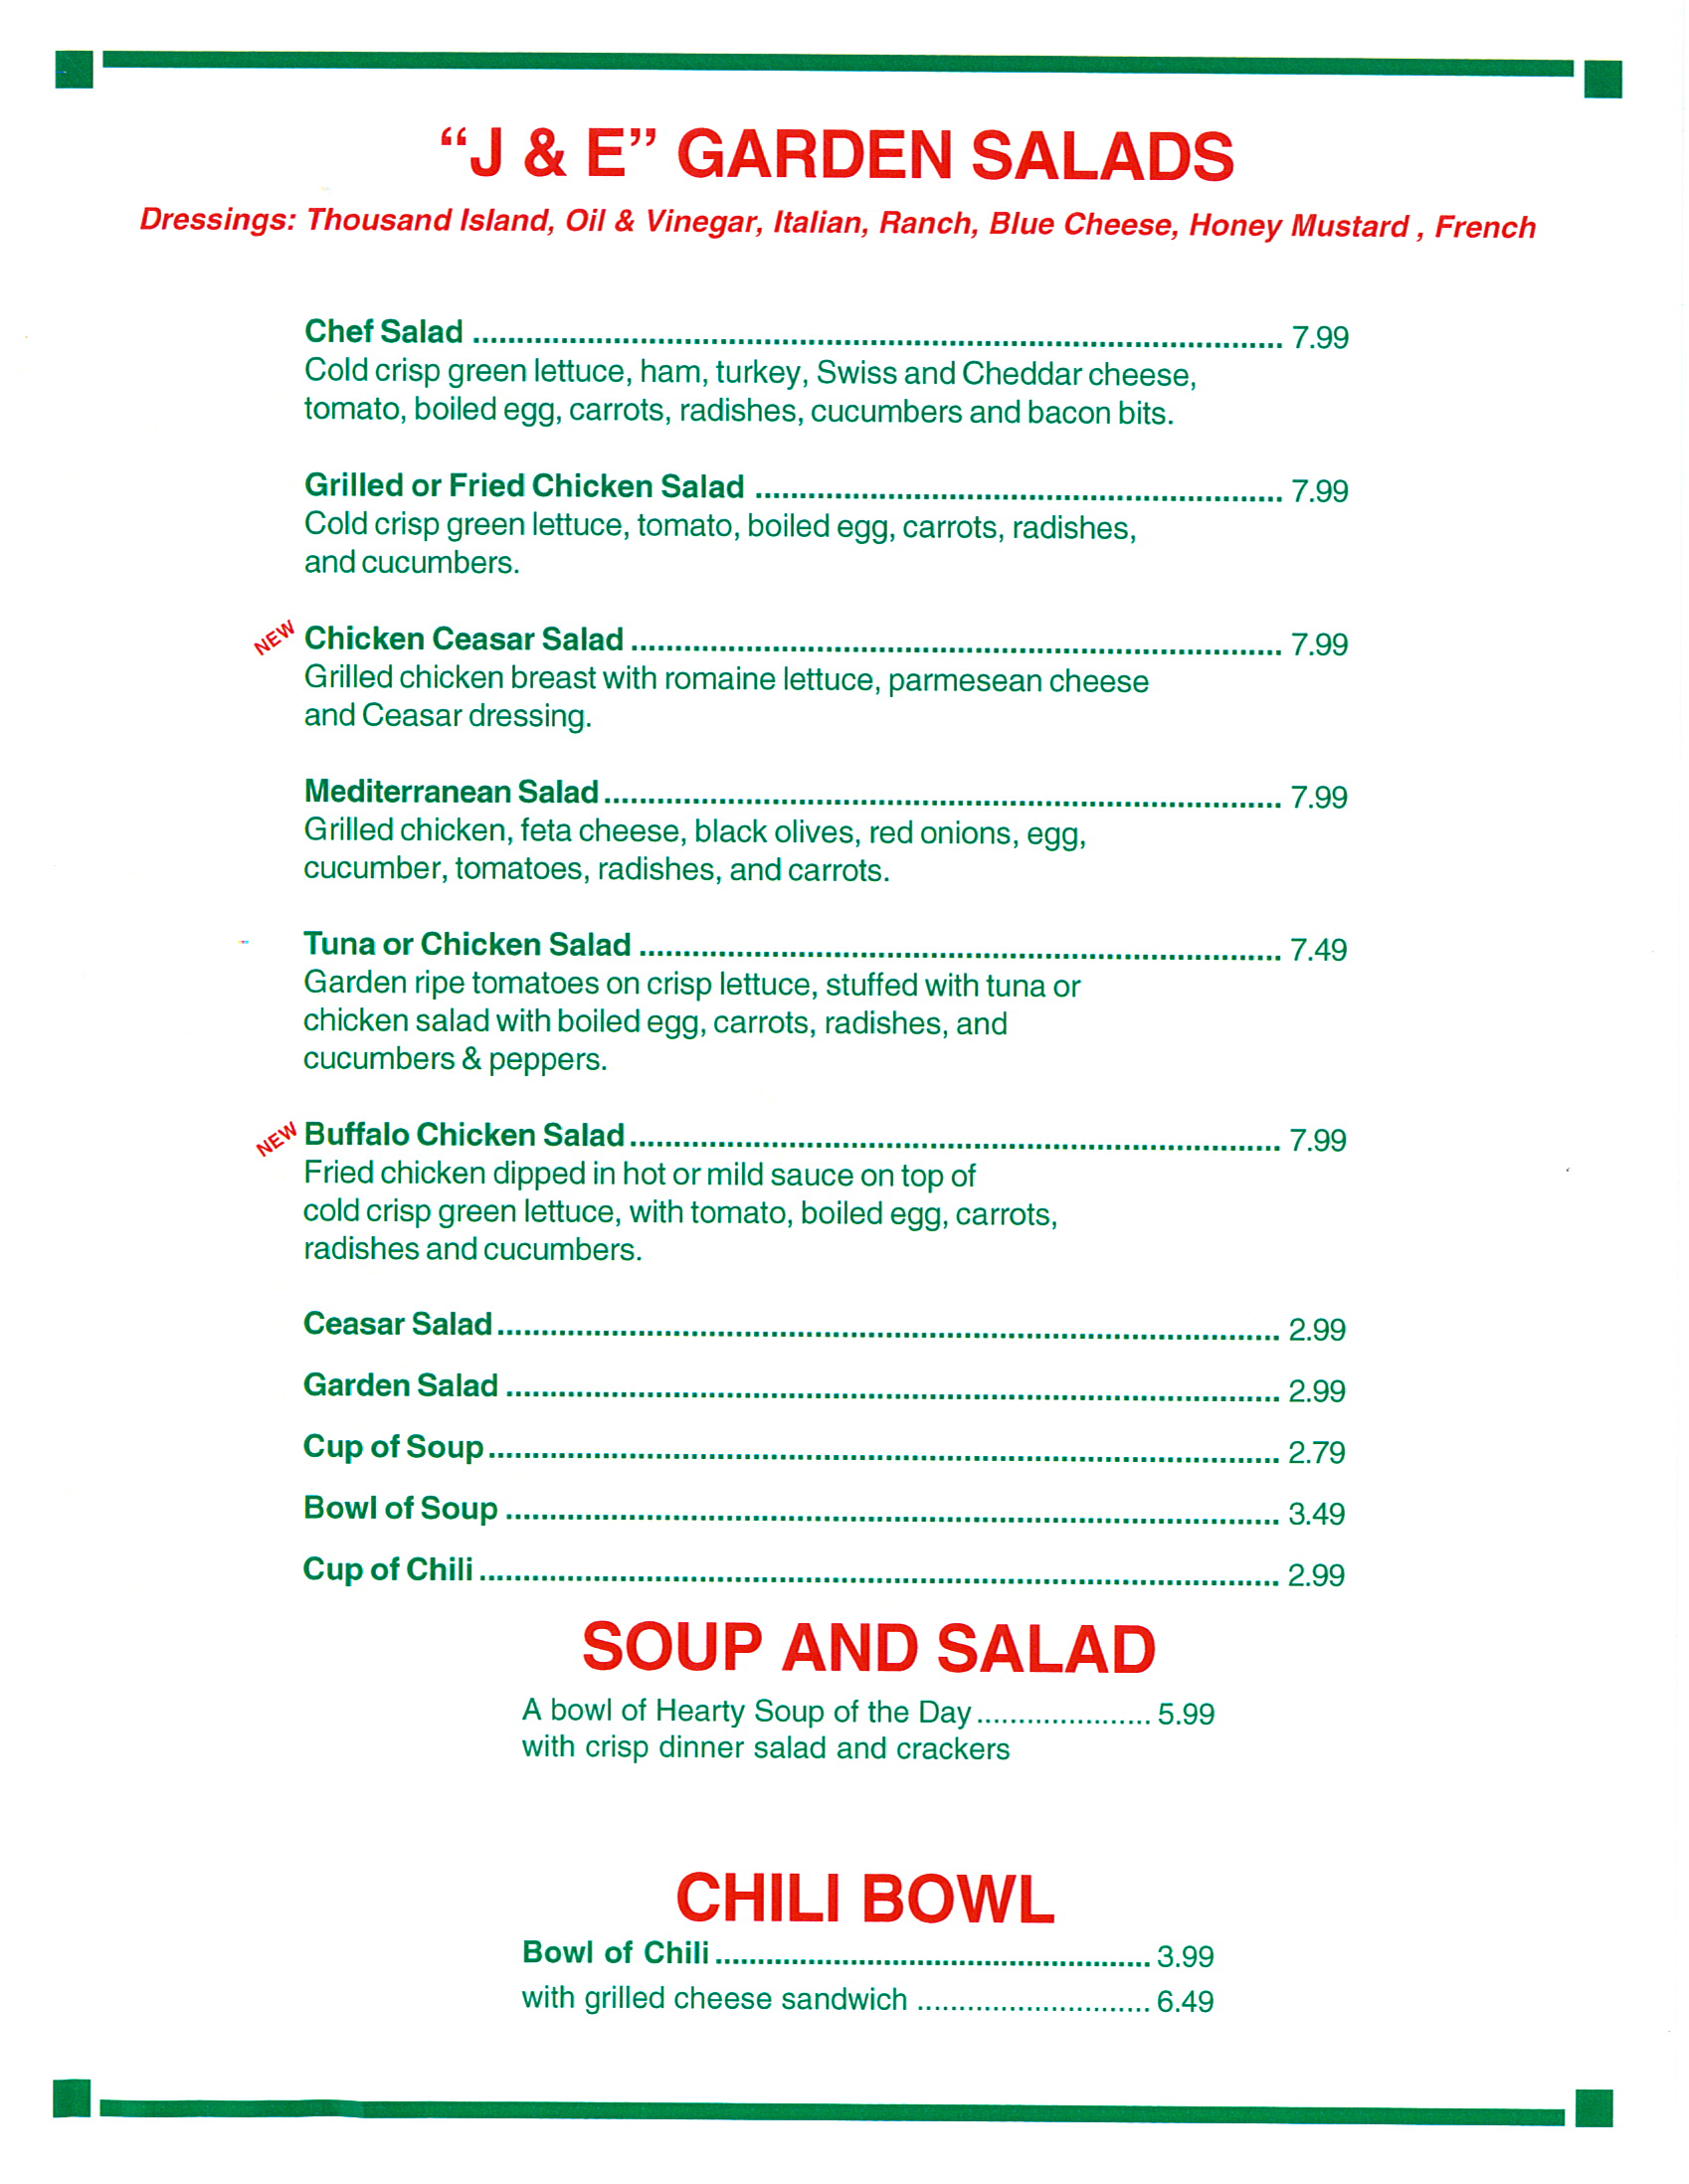 “J & E” GARDEN SALADS
Dressings: Thousand Island, Oil & Vinegar, Italian, Ranch, Blue Cheese, Honey Mustard , French
Chef Salad ........................................................................................... 7.99
Cold crisp green lettuce, ham, turkey, Swiss and Cheddar cheese,
tomato, boiled egg, carrots, radishes, cucumbers and bacon bits.
Grilled or Fried Chicken Salad ........................................................... 7.99
Cold crisp green lettuce, tomato, boiled egg, carrots, radishes,
and cucumbers.
NEW Chicken Ceasar Salad ......................................................................... 7.99
Grilled chicken breast with romaine lettuce, parmesean cheese
and Ceasar dressing.
Mediterranean Salad ............................................................................ 7.99
Grilled chicken, feta cheese, black olives, red onions, egg,
cucumber, tomatoes, radishes, and carrots.
Tuna or Chicken Salad ........................................................................ 7.49
Garden ripe tomatoes on crisp lettuce, stuffed with tuna or
chicken salad with boiled egg, carrots, radishes, and
cucumbers & peppers.
NEW Buffalo Chicken Salad ......................................................................... 7.99
Fried chicken dipped in hot or mild sauce on top of
cold crisp green lettuce, with tomato, boiled egg, carrots,
radishes and cucumbers.
Ceasar Salad ........................................................................................ 2.99
Garden Salad ....................................................................................... 2.99
Cup of Soup ......................................................................................... 2.79
Bowl of Soup ....................................................................................... 3.49
Cup of Chili .......................................................................................... 2.99
SOUP AND SALAD
A bowl of Hearty Soup of the Day ..................... 5.99
with crisp dinner salad and crackers
CHILI BOWL
Bowl of Chili .................................................... 3.99
with grilled cheese sandwich ............................ 6.49